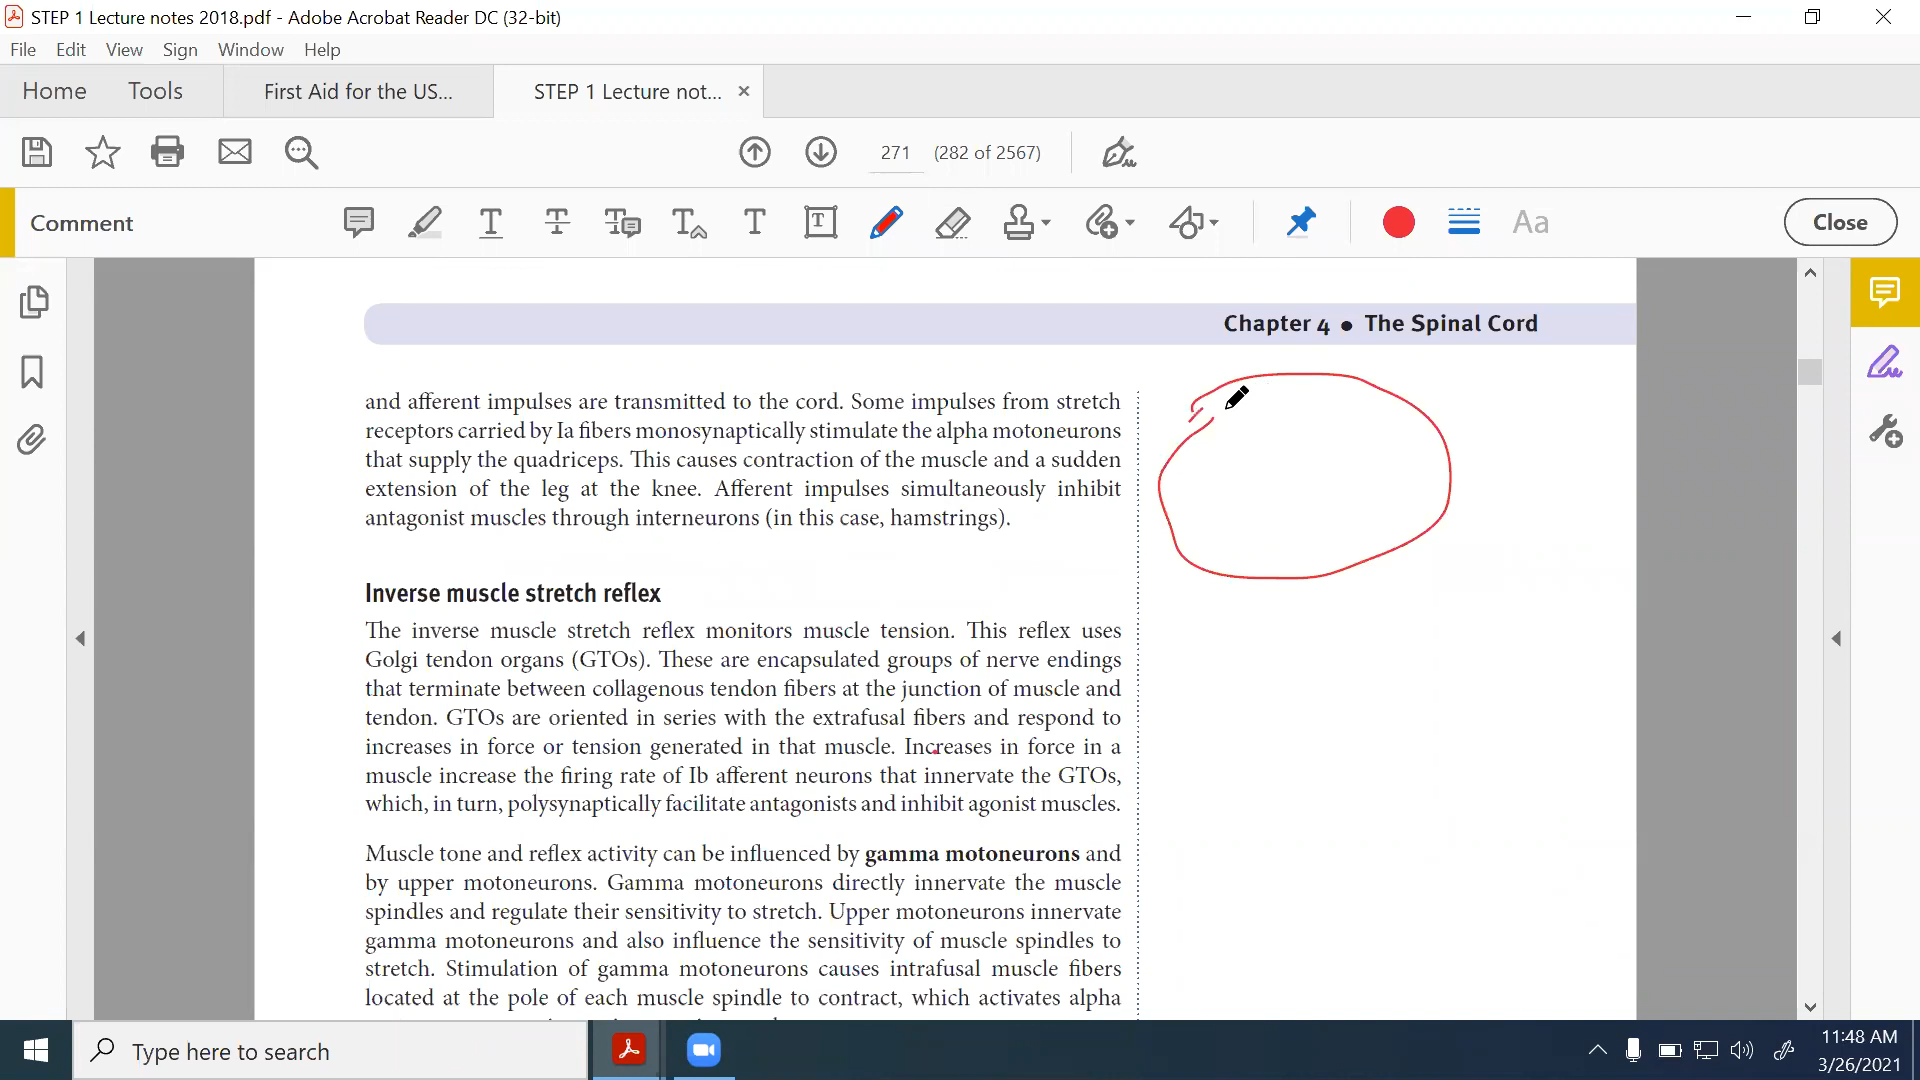 STEP 1 Lecture notes 2018.pdf - Adobe Acrobat Reader DC (32-bit)
File Edit View Sign Window Help
Home Tools First Aid for the US... STEP 1 Lecture not... ×
271 (282 of 2567)
Comment Aa Close
Chapter 4 • The Spinal Cord
and afferent impulses are transmitted to the cord. Some impulses from stretch
receptors carried by Ia fibers monosynaptically stimulate the alpha motoneurons
that supply the quadriceps. This causes contraction of the muscle and a sudden
extension of the leg at the knee. Afferent impulses simultaneously inhibit
antagonist muscles through interneurons (in this case, hamstrings).
Inverse muscle stretch reflex
The inverse muscle stretch reflex monitors muscle tension. This reflex uses
Golgi tendon organs (GTOs). These are encapsulated groups of nerve endings
that terminate between collagenous tendon fibers at the junction of muscle and
tendon. GTOs are oriented in series with the extrafusal fibers and respond to
increases in force or tension generated in that muscle. Increases in force in a
muscle increase the firing rate of Ib afferent neurons that innervate the GTOs,
which, in turn, polysynaptically facilitate antagonists and inhibit agonist muscles.
Muscle tone and reflex activity can be influenced by gamma motoneurons and
by upper motoneurons. Gamma motoneurons directly innervate the muscle
spindles and regulate their sensitivity to stretch. Upper motoneurons innervate
gamma motoneurons and also influence the sensitivity of muscle spindles to
stretch. Stimulation of gamma motoneurons causes intrafusal muscle fibers
located at the pole of each muscle spindle to contract, which activates alpha
Type here to search
11:48 AM
3/26/2021